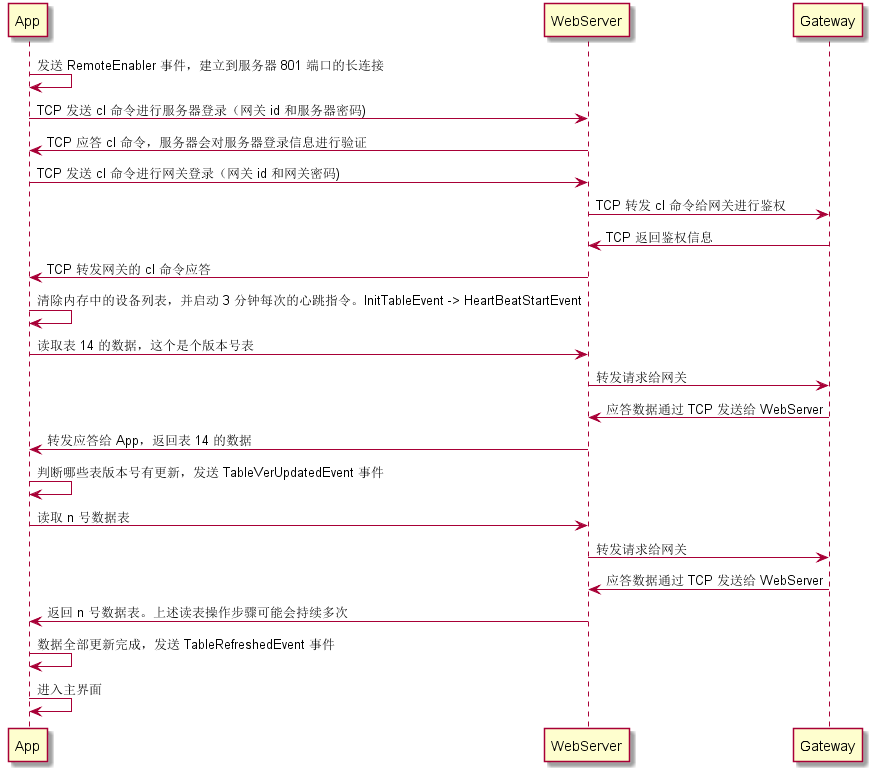 App WebServer Gateway
发送 RemoteEnabler 事件，建立到服务器 801 端口的长连接
TCP 发送 cl 命令进行服务器登录（网关 id 和服务器密码)
TCP 应答 cl 命令，服务器会对服务器登录信息进行验证
TCP 发送 cl 命令进行网关登录（网关 id 和网关密码)
TCP 转发 cl 命令给网关进行鉴权
TCP 返回鉴权信息
TCP 转发网关的 cl 命令应答
清除内存中的设备列表，并启动 3 分钟每次的心跳指令。InitTableEvent -> HeartBeatStartEvent
读取表 14 的数据，这个是个版本号表
转发请求给网关
应答数据通过 TCP 发送给 WebServer
转发应答给 App，返回表 14 的数据
判断哪些表版本号有更新，发送 TableVerUpdatedEvent 事件
读取 n 号数据表
转发请求给网关
应答数据通过 TCP 发送给 WebServer
返回 n 号数据表。上述读表操作步骤可能会持续多次
数据全部更新完成，发送 TableRefreshedEvent 事件
进入主界面
App WebServer Gateway